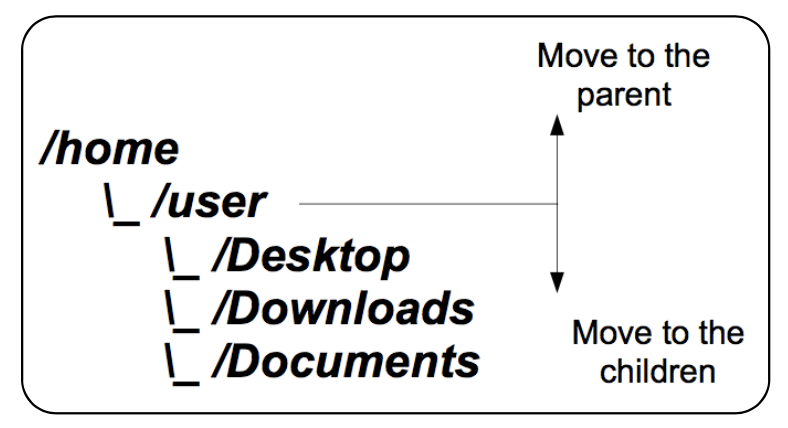 Move to the
parent
/home
\_ /user
\_ /Desktop
\_ /Downloads
\_ /Documents
Move to the
children